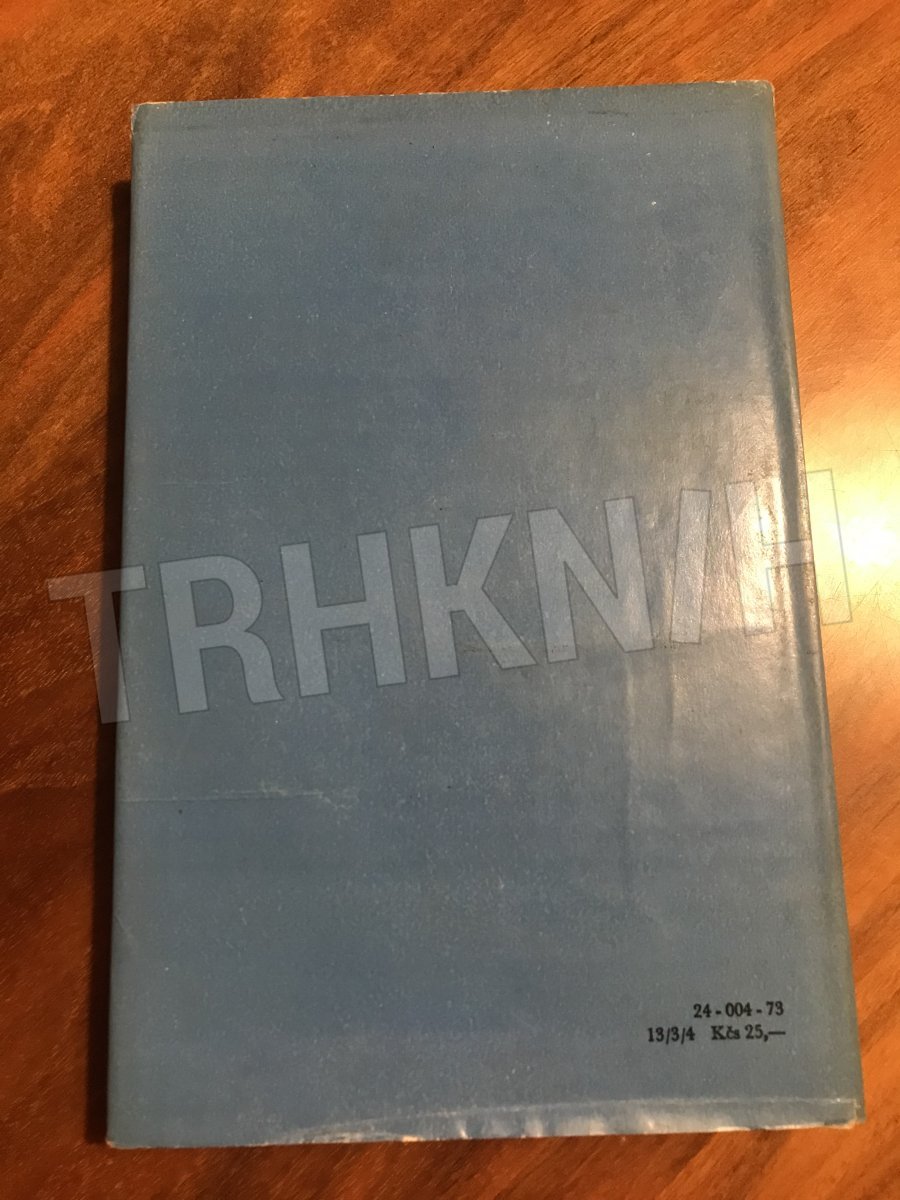 TRHKNIH
24 - 004 - 73
13/3/4 Kčs 25,—